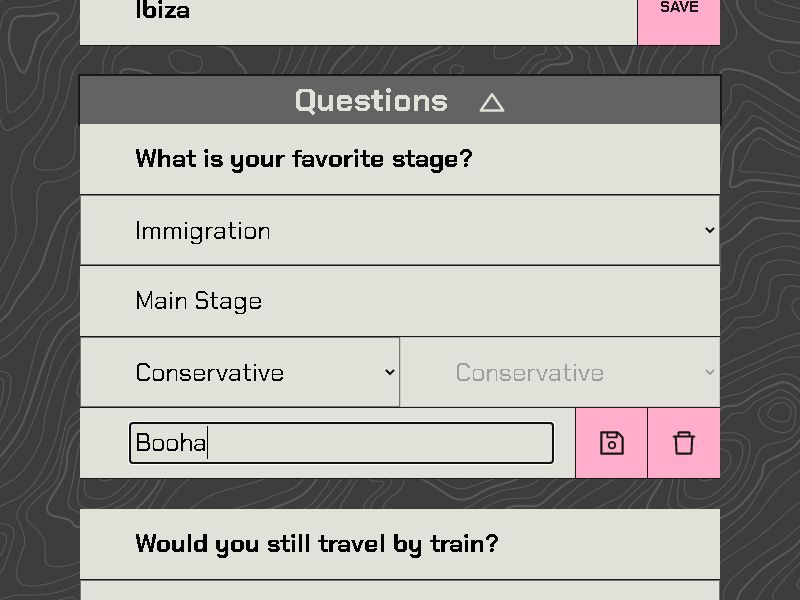 Ibiza
SAVE
Questions
What is your favorite stage?
Immigration
Main Stage
Conservative
Conservative
Booha
Would you still travel by train?